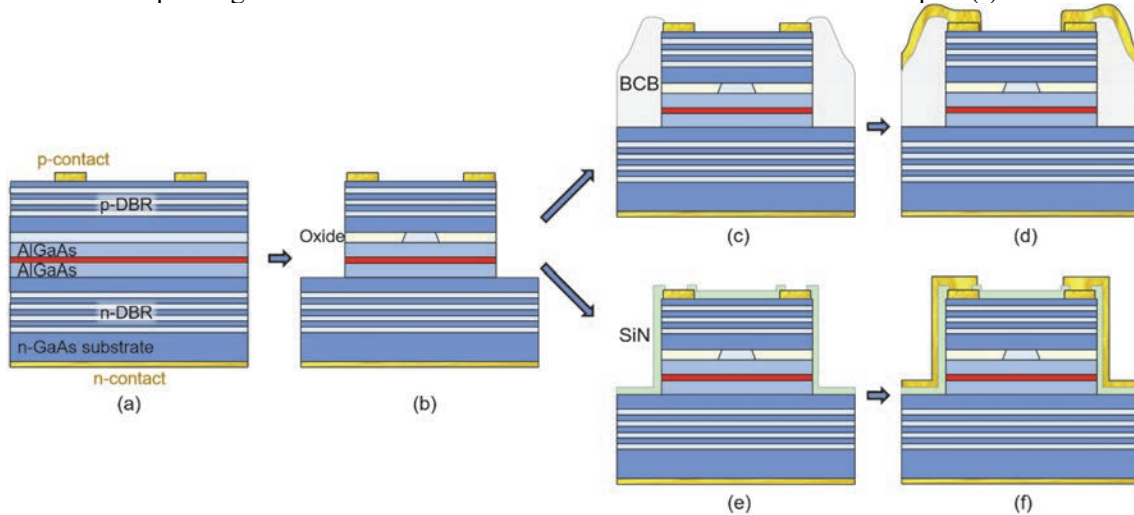 p-contact
p-DBR
AlGaAs
AlGaAs
n-DBR
n-GaAs substrate
n-contact
(a)
Oxide
(b)
BCB
(c)
(d)
SiN
(e)
(f)